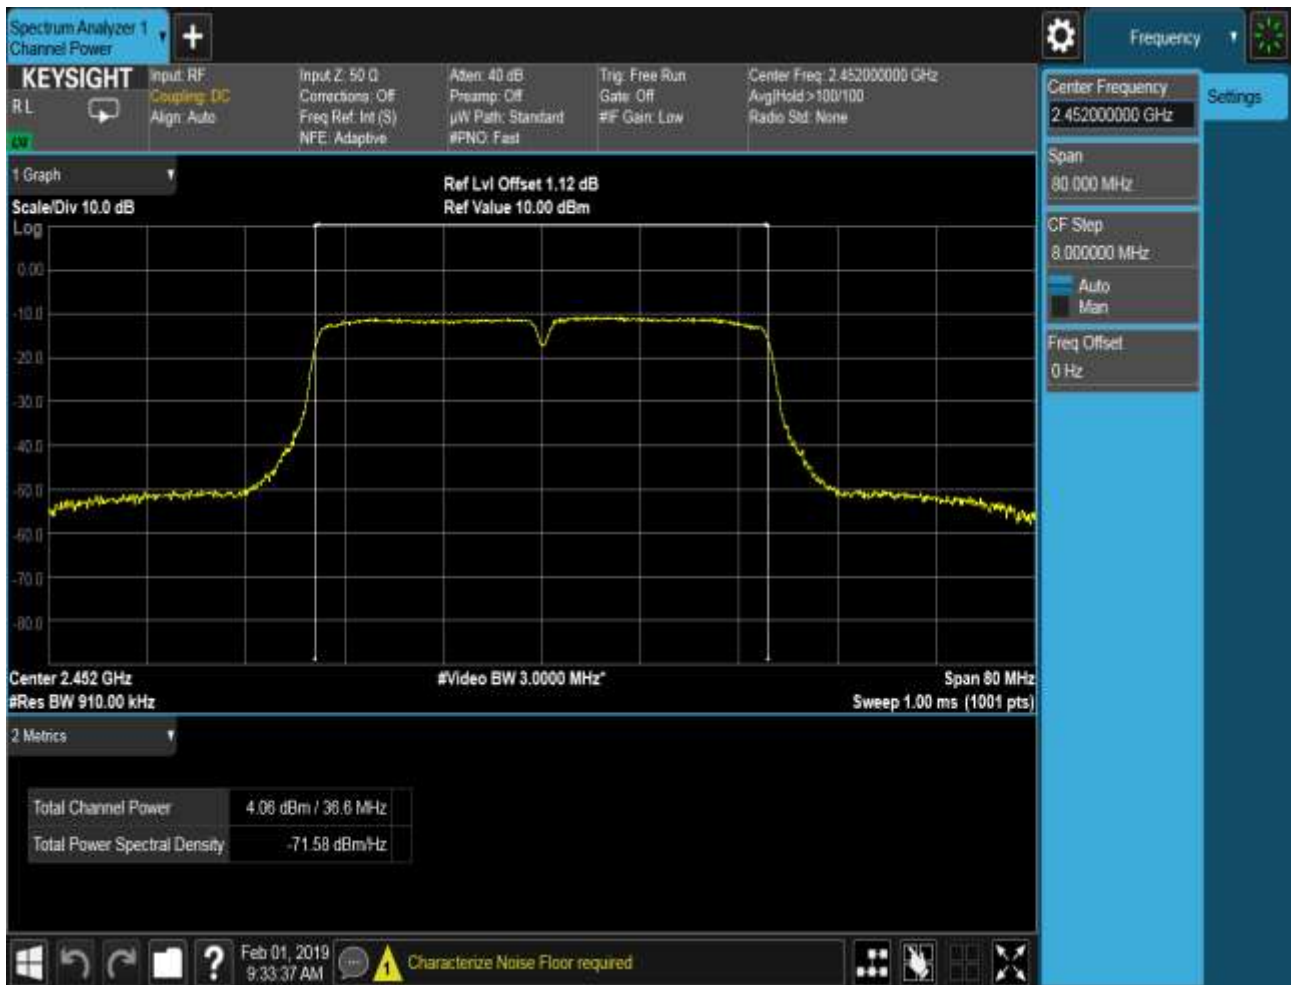 Spectrum Analyzer 1
Channel Power
Frequency
KEYSIGHT
R L
Input: RF
Coupling: DC
Align: Auto
Input Z: 50 Ω
Corrections: Off
Freq Ref: Int (S)
NFE: Adaptive
Atten: 40 dB
Preamp: Off
µW Path: Standard
#PNO: Fast
Trig: Free Run
Gate: Off
#IF Gain: Low
Center Freq: 2.452000000 GHz
Avg|Hold:>100/100
Radio Std: None
Center Frequency
2.452000000 GHz
Settings
Span
80.000 MHz
CF Step
8.000000 MHz
Auto
Man
Freq Offset
0 Hz
1 Graph
Scale/Div 10.0 dB
Ref Lvl Offset 1.12 dB
Ref Value 10.00 dBm
Log
0.00
-10.0
-20.0
-30.0
-40.0
-50.0
-60.0
-70.0
-80.0
Center 2.452 GHz
#Video BW 3.0000 MHz*
Span 80 MHz
#Res BW 910.00 kHz
Sweep 1.00 ms (1001 pts)
2 Metrics
Total Channel Power
4.06 dBm / 36.6 MHz
Total Power Spectral Density
-71.58 dBm/Hz
?
Feb 01, 2019
9:33:37 AM
1
Characterize Noise Floor required